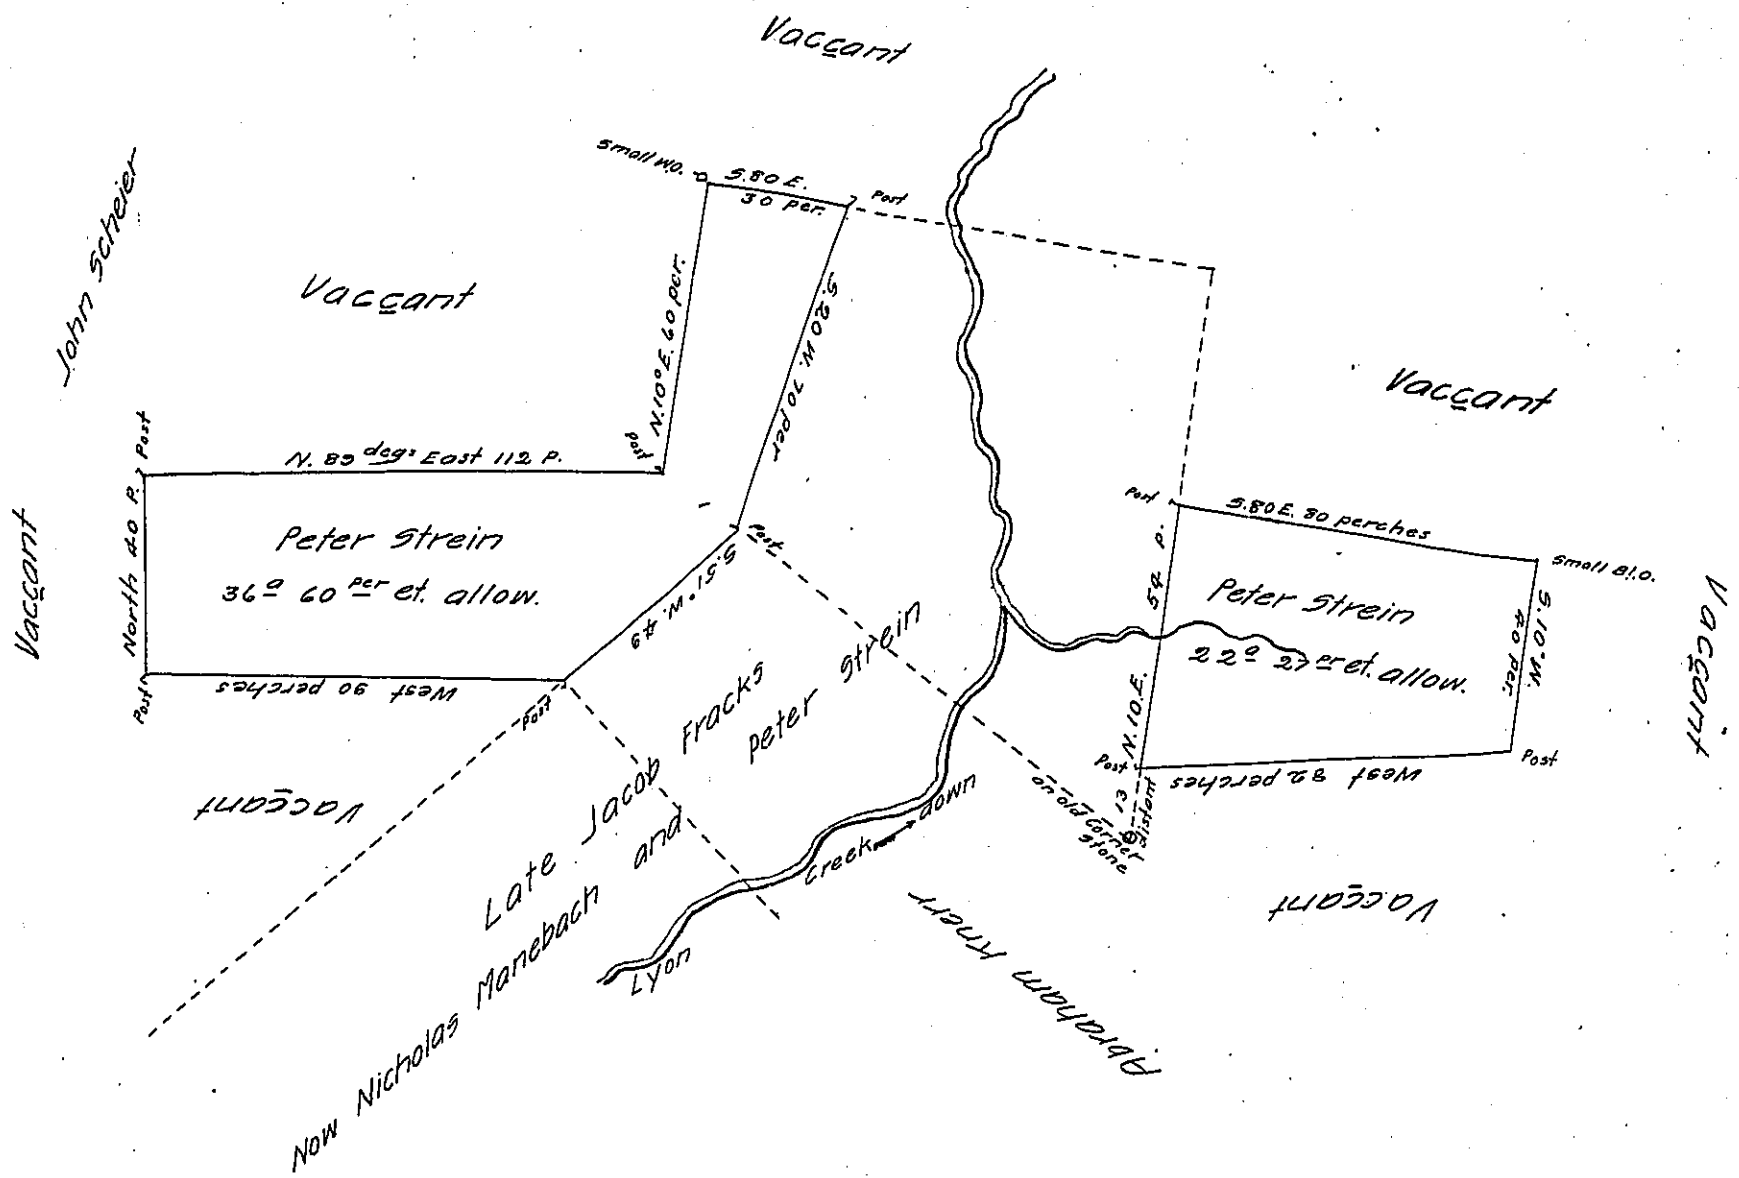 Vaccant
small w.o.
S.80 E.
30 per.
Post
John Scheier
Vaccant
N.10° E. 60 per.
S.20 W. 70 per
Vaccant
Post
Post
N. 89 degs East 112 P.
North 40 P.
Vaccant
Peter Strein
36a 60 per et. allow.
Post
S.51° W. 49
Post
S.80 E. 80 perches
small Bl.o.
54 P.
N.10.E.
Peter Strein
22a 27 pr et. allow.
S.10° W.
40 per.
Vaccant
Post
West 90 perches
Post
Post
West 82 perches
Post
13
distant
an old corner
stone
Vaccant
Late Jacob Fracks
Now Nicholas Manebach and Peter Strein
Lyon Creek down
Abraham Knerr
Vaccant